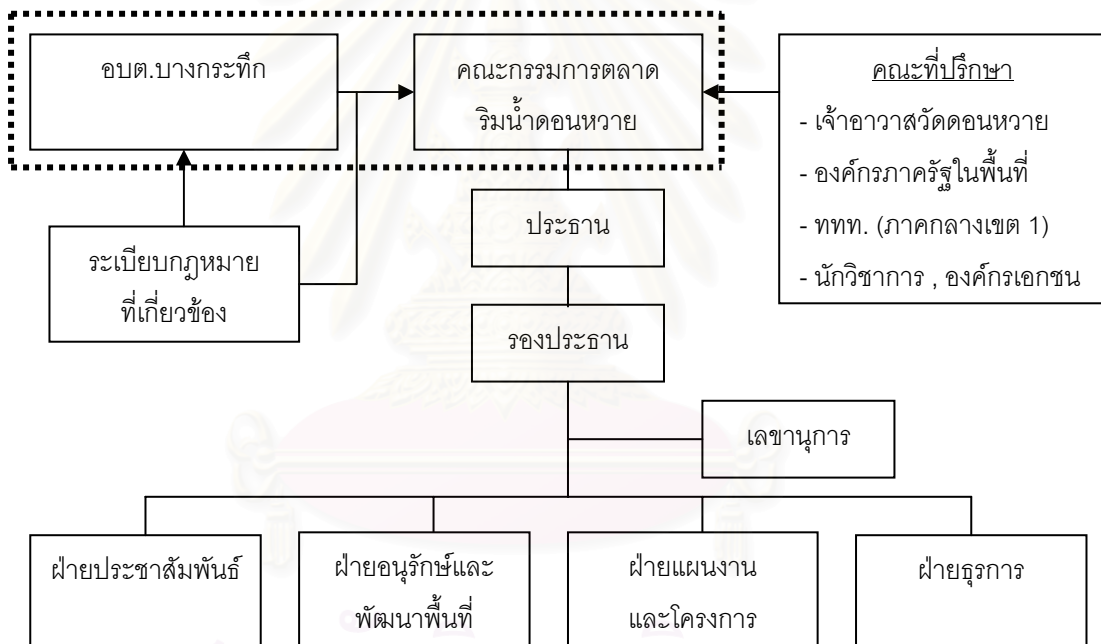 อบต.บางกระทึก
คณะกรรมการตลาด
ริมน้ำดอนหวาย
คณะที่ปรึกษา
- เจ้าอาวาสวัดดอนหวาย
- องค์กรภาครัฐในพื้นที่
- ททท. (ภาคกลางเขต 1)
- นักวิชาการ , องค์กรเอกชน
ระเบียบกฎหมาย
ที่เกี่ยวข้อง
ประธาน
รองประธาน
เลขานุการ
ฝ่ายประชาสัมพันธ์
ฝ่ายอนุรักษ์และ
พัฒนาพื้นที่
ฝ่ายแผนงาน
และโครงการ
ฝ่ายธุรการ